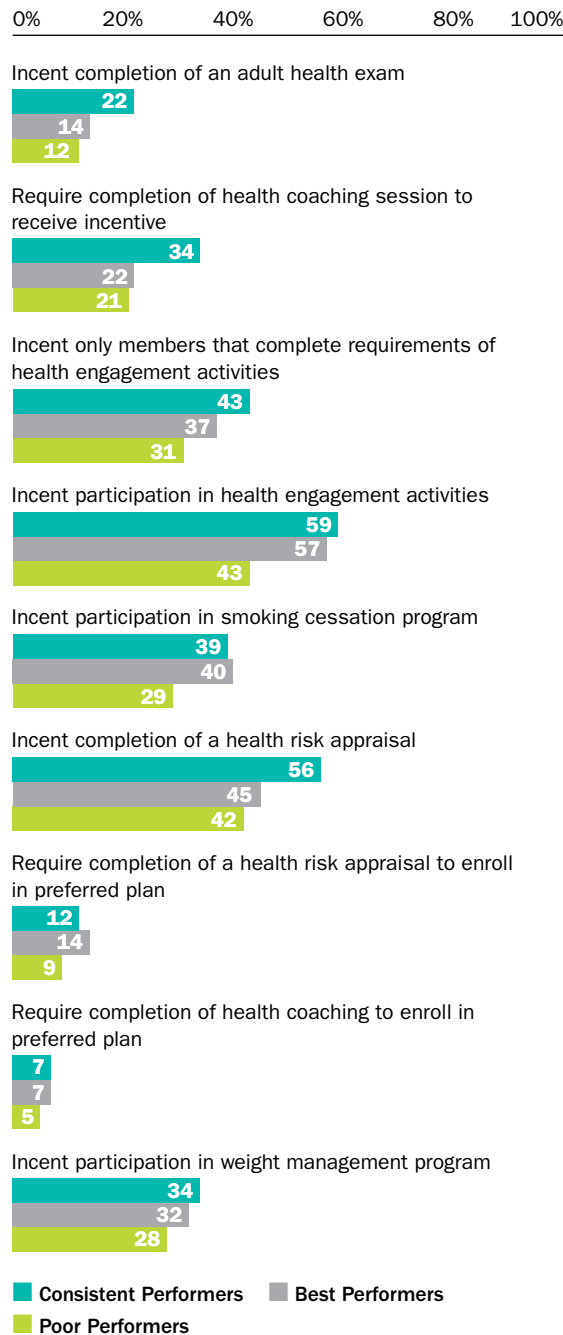 0% 20% 40% 60% 80% 100%
Incent completion of an adult health exam
22
14
12
Require completion of health coaching session to
receive incentive
34
22
21
Incent only members that complete requirements of
health engagement activities
43
37
31
Incent participation in health engagement activities
59
57
43
Incent participation in smoking cessation program
39
40
29
Incent completion of a health risk appraisal
56
45
42
Require completion of a health risk appraisal to enroll
in preferred plan
12
14
9
Require completion of health coaching to enroll in
preferred plan
7
7
5
Incent participation in weight management program
34
32
28
Consistent Performers Best Performers
Poor Performers